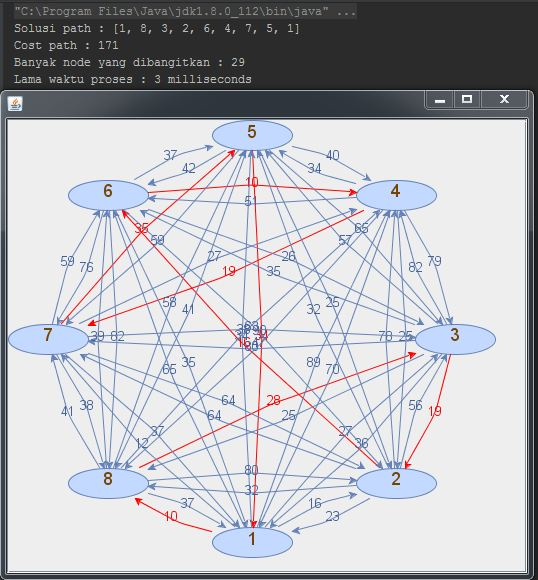 "C:\Program Files\Java\jdk1.8.0_112\bin\java" ...
Solusi path : [1, 8, 3, 2, 6, 4, 7, 5, 1]
Cost path : 171
Banyak node yang dibangitkan : 29
Lama waktu proses : 3 milliseconds
5
37 40
42 34
6 10 4
51
35 59 57 65
59 76 27 26 82 79
19 35
58 41 32 25
7 39 62 78 25 3
65 35 89 70
41 38 64 28 56 19
64 25
12 37 27 36
8 80 2
32
37 16
10 23
1